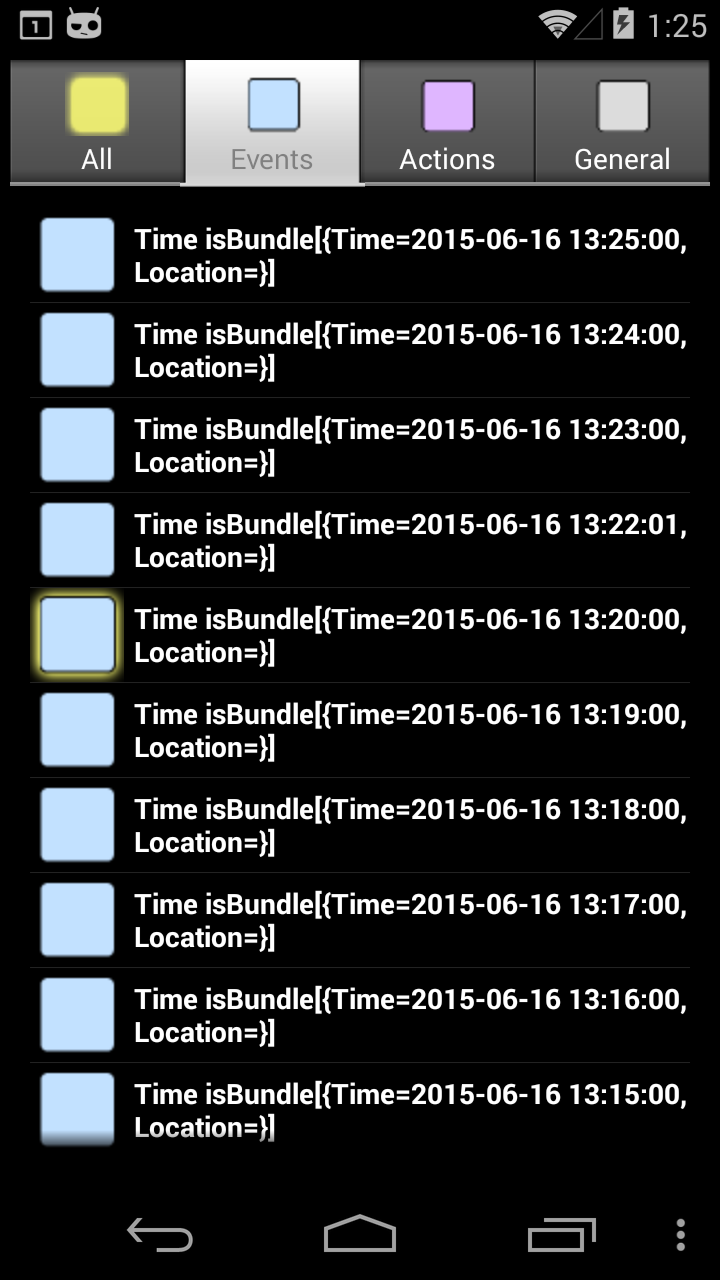 1
1:25
All
Events
Actions
General
Time isBundle[{Time=2015-06-16 13:25:00,
Location=}]
Time isBundle[{Time=2015-06-16 13:24:00,
Location=}]
Time isBundle[{Time=2015-06-16 13:23:00,
Location=}]
Time isBundle[{Time=2015-06-16 13:22:01,
Location=}]
Time isBundle[{Time=2015-06-16 13:20:00,
Location=}]
Time isBundle[{Time=2015-06-16 13:19:00,
Location=}]
Time isBundle[{Time=2015-06-16 13:18:00,
Location=}]
Time isBundle[{Time=2015-06-16 13:17:00,
Location=}]
Time isBundle[{Time=2015-06-16 13:16:00,
Location=}]
Time isBundle[{Time=2015-06-16 13:15:00,
Location=}]